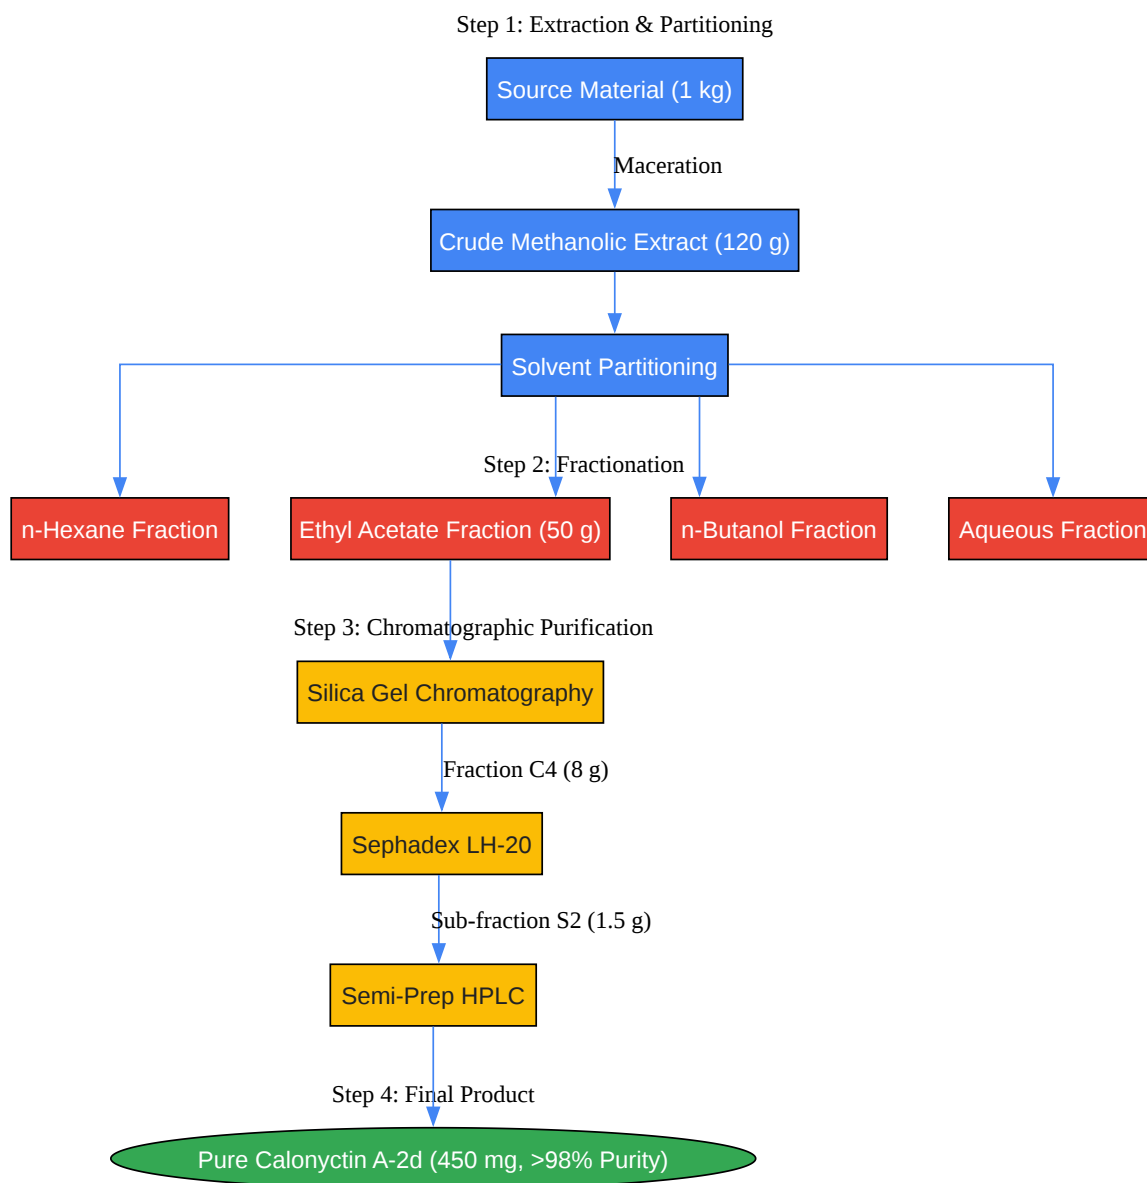 Step 1: Extraction & Partitioning
Source Material (1 kg)
Maceration
Crude Methanolic Extract (120 g)
Solvent Partitioning
Step 2: Fractionation
n-Hexane Fraction
Ethyl Acetate Fraction (50 g)
n-Butanol Fraction
Aqueous Fraction
Step 3: Chromatographic Purification
Silica Gel Chromatography
Fraction C4 (8 g)
Sephadex LH-20
Sub-fraction S2 (1.5 g)
Semi-Prep HPLC
Step 4: Final Product
Pure Calonyctin A-2d (450 mg, >98% Purity)